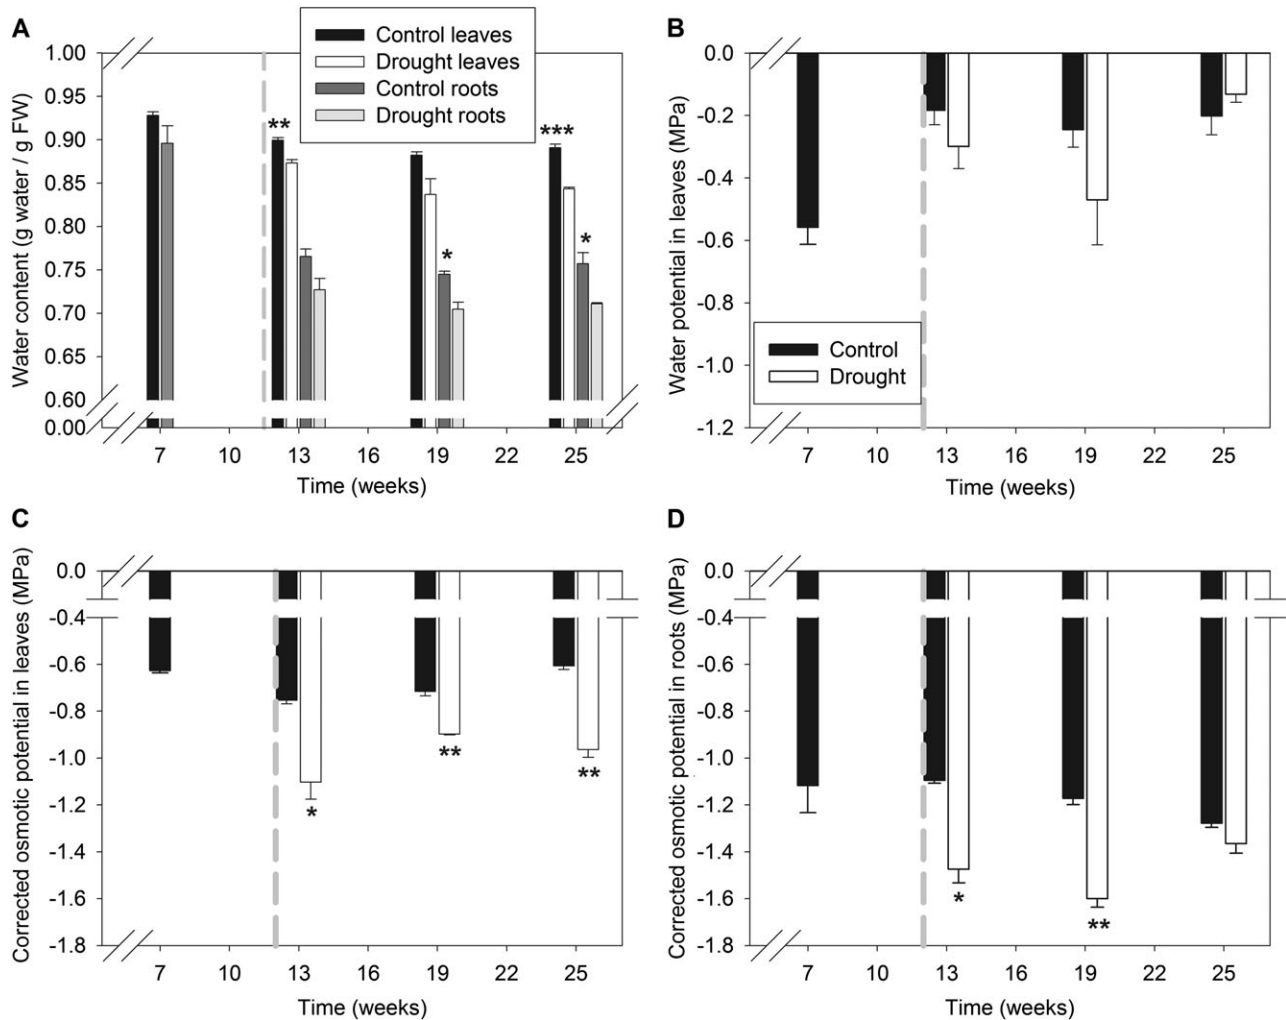 A
Control leaves
Drought leaves
Control roots
Drought roots
Water content (g water / g FW)
1.00
0.95
0.90
0.85
0.80
0.75
0.70
0.65
0.60
0.00
**
*
***
*
7 10 13 16 19 22 25
Time (weeks)
B
Water potential in leaves (MPa)
0.0
-0.2
-0.4
-0.6
-0.8
-1.0
-1.2
Control
Drought
7 10 13 16 19 22 25
Time (weeks)
C
Corrected osmotic potential in leaves (MPa)
0.0
-0.4
-0.6
-0.8
-1.0
-1.2
-1.4
-1.6
-1.8
*
**
**
7 10 13 16 19 22 25
Time (weeks)
D
Corrected osmotic potential in roots (MPa)
0.0
-0.4
-0.6
-0.8
-1.0
-1.2
-1.4
-1.6
-1.8
*
**
7 10 13 16 19 22 25
Time (weeks)